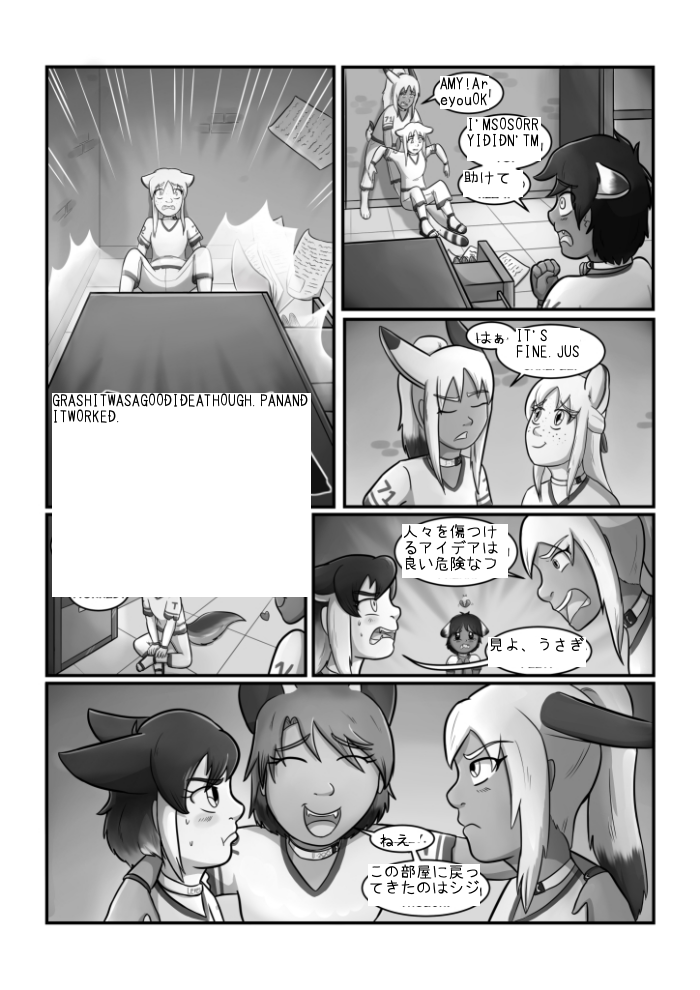 AMY!Ar
eyouOK!
I'MSOSORR
YIDIDN'TM
助けて
はぁ
IT'S
FINE. JUS
71
GRASHITWASAGOODIDEATHOUGH. PANAND
ITWORKED.
人々を傷つけ
るアイデアは
良い危険なフ
見よ、うさぎ
ねえ
この部屋に戻っ
てきたのはシジ